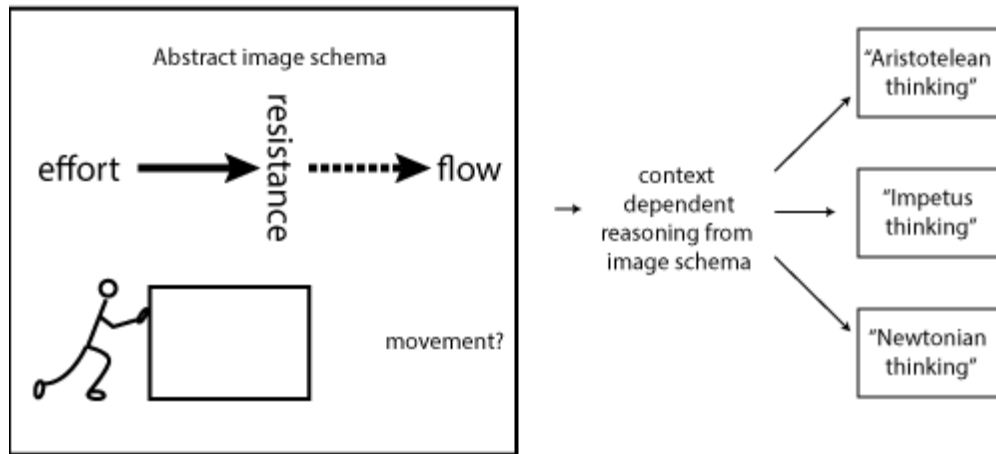 Abstract image schema
effort
resistance
flow
movement?
context
dependent
reasoning from
image schema
“Aristotelean
thinking”
“Impetus
thinking”
“Newtonian
thinking”